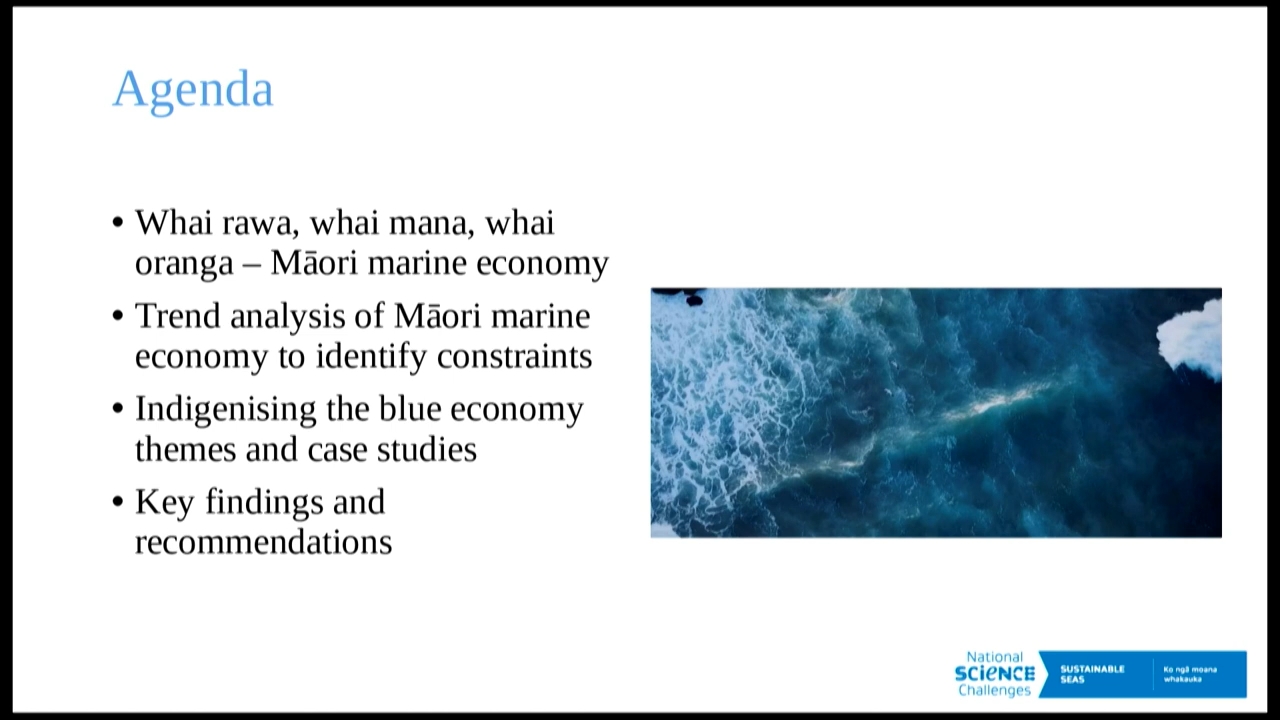 Agenda
• Whai rawa, whai mana, whai
oranga – Māori marine economy
• Trend analysis of Māori marine
economy to identify constraints
• Indigenising the blue economy
themes and case studies
• Key findings and
recommendations
National
SCIENCE
Challenges
SUSTAINABLE
SEAS
Ko ngā moana
whakauka